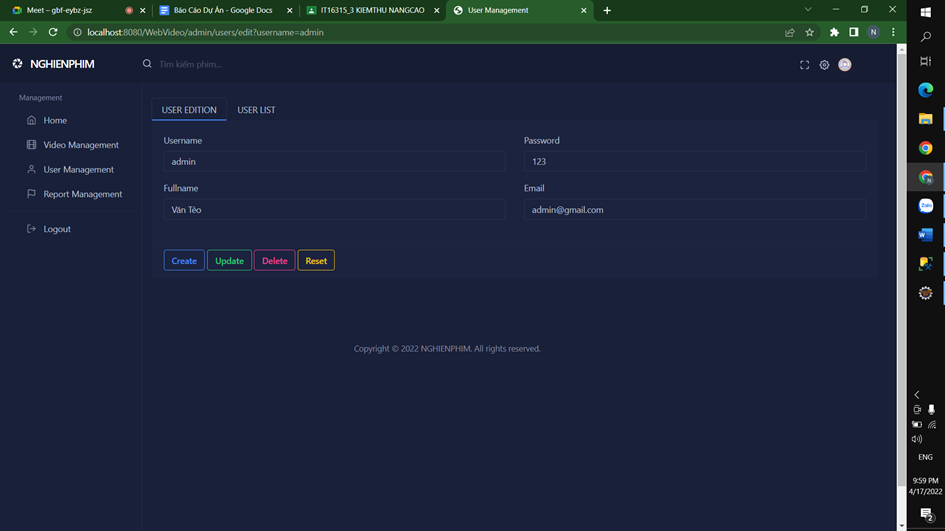 Meet – gbf-eybz-jsz
Báo Cáo Dự Án - Google Docs
IT16315_3 KIEMTHU NANGCAO
User Management
localhost:8080/WebVideo/admin/users/edit?username=admin
N
NGHIENPHIM
Tìm kiếm phim...
Management
Home
Video Management
User Management
Report Management
Logout
USER EDITION
USER LIST
Username
Password
admin
123
Fullname
Email
Văn Tèo
admin@gmail.com
Create
Update
Delete
Reset
Copyright © 2022 NGHIENPHIM. All rights reserved.
Zalo
ENG
9:59 PM
4/17/2022
2